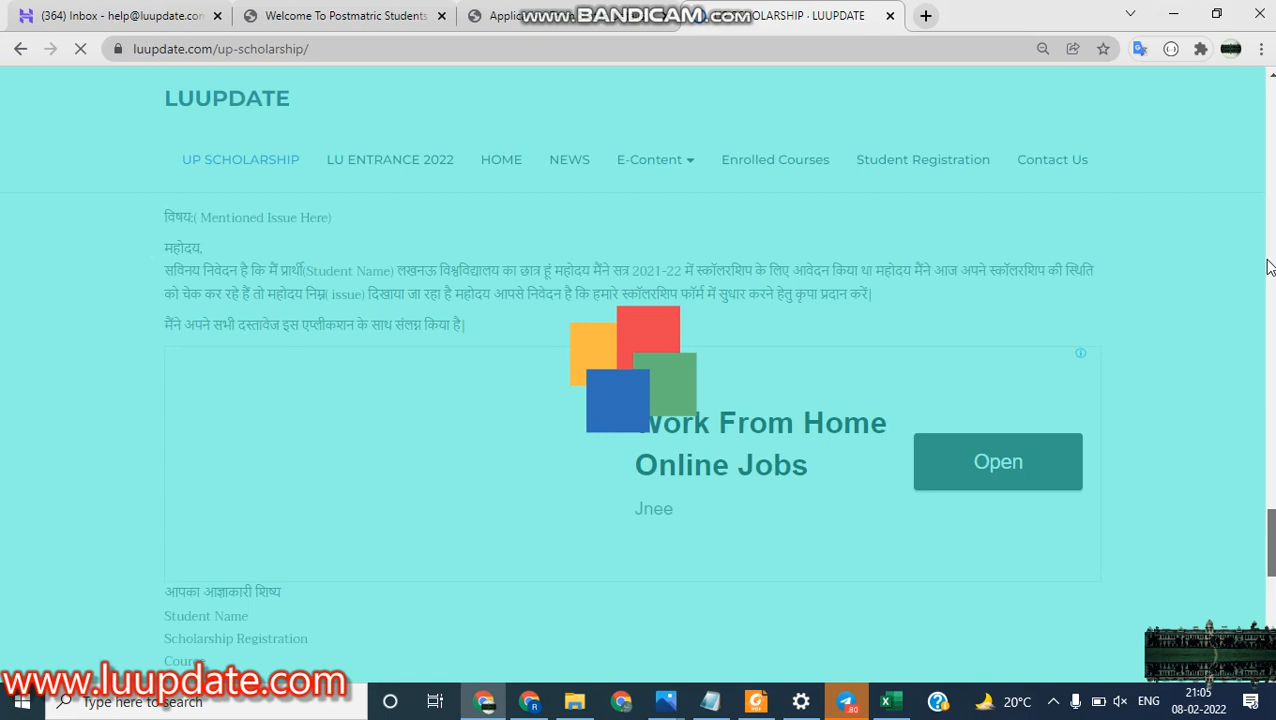 (364) Inbox - help@luupdate.com
Welcome To Postmatric Students
Applic
www.BANDICAM.com
SCHOLARSHIP - LUUPDATE
luupdate.com/up-scholarship/
LUUPDATE
UP SCHOLARSHIP LU ENTRANCE 2022 HOME NEWS E-Content Enrolled Courses Student Registration Contact Us
विषय:( Mentioned Issue Here)
महोदय,
सविनय निवेदन है कि मैं प्रार्थी(Student Name) लखनऊ विश्वविद्यालय का छात्र हूं महोदय मैंने सत्र 2021-22 में स्कॉलरशिप के लिए आवेदन किया था महोदय मैंने आज अपने स्कॉलरशिप की स्थिति
को चेक कर रहे हैं तो महोदय निम्न( issue) दिखाया जा रहा है महोदय आपसे निवेदन है कि हमारे स्कॉलरशिप फॉर्म में सुधार करने हेतु कृपा प्रदान करें|
मैंने अपने सभी दस्तावेज इस एप्लीकशन के साथ संलग्न किया है|
Work From Home
Online Jobs
Open
Jnee
आपका आज्ञाकारी शिष्य
Student Name
Scholarship Registration
Course
www.luupdate.com
Type here to search
80
20°C
ENG
21:05
08-02-2022